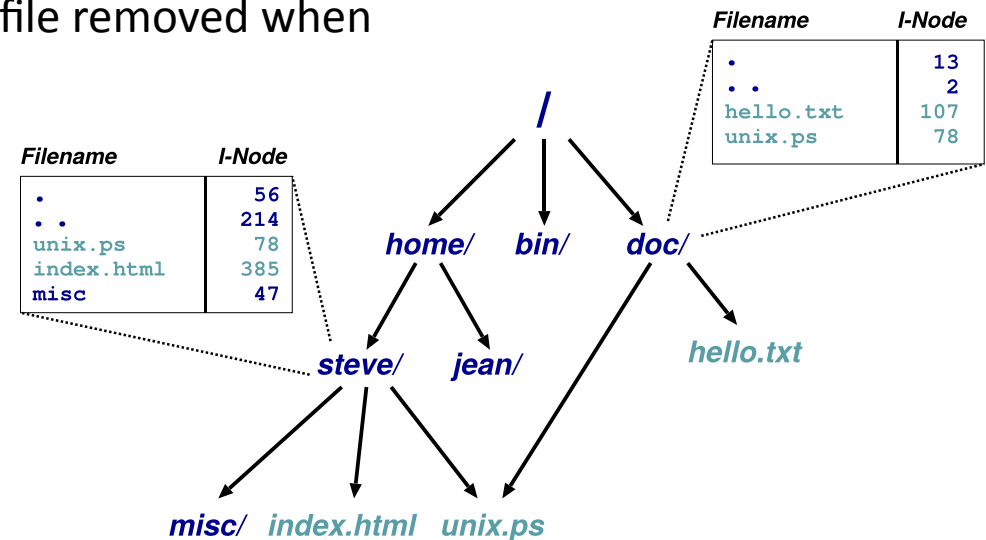 file removed when
Filename I-Node
. 13
. . 2
hello.txt 107
unix.ps 78
/
Filename I-Node
. 56
. . 214
unix.ps 78
index.html 385
misc 47
home/ bin/ doc/
steve/ jean/ hello.txt
misc/ index.html unix.ps